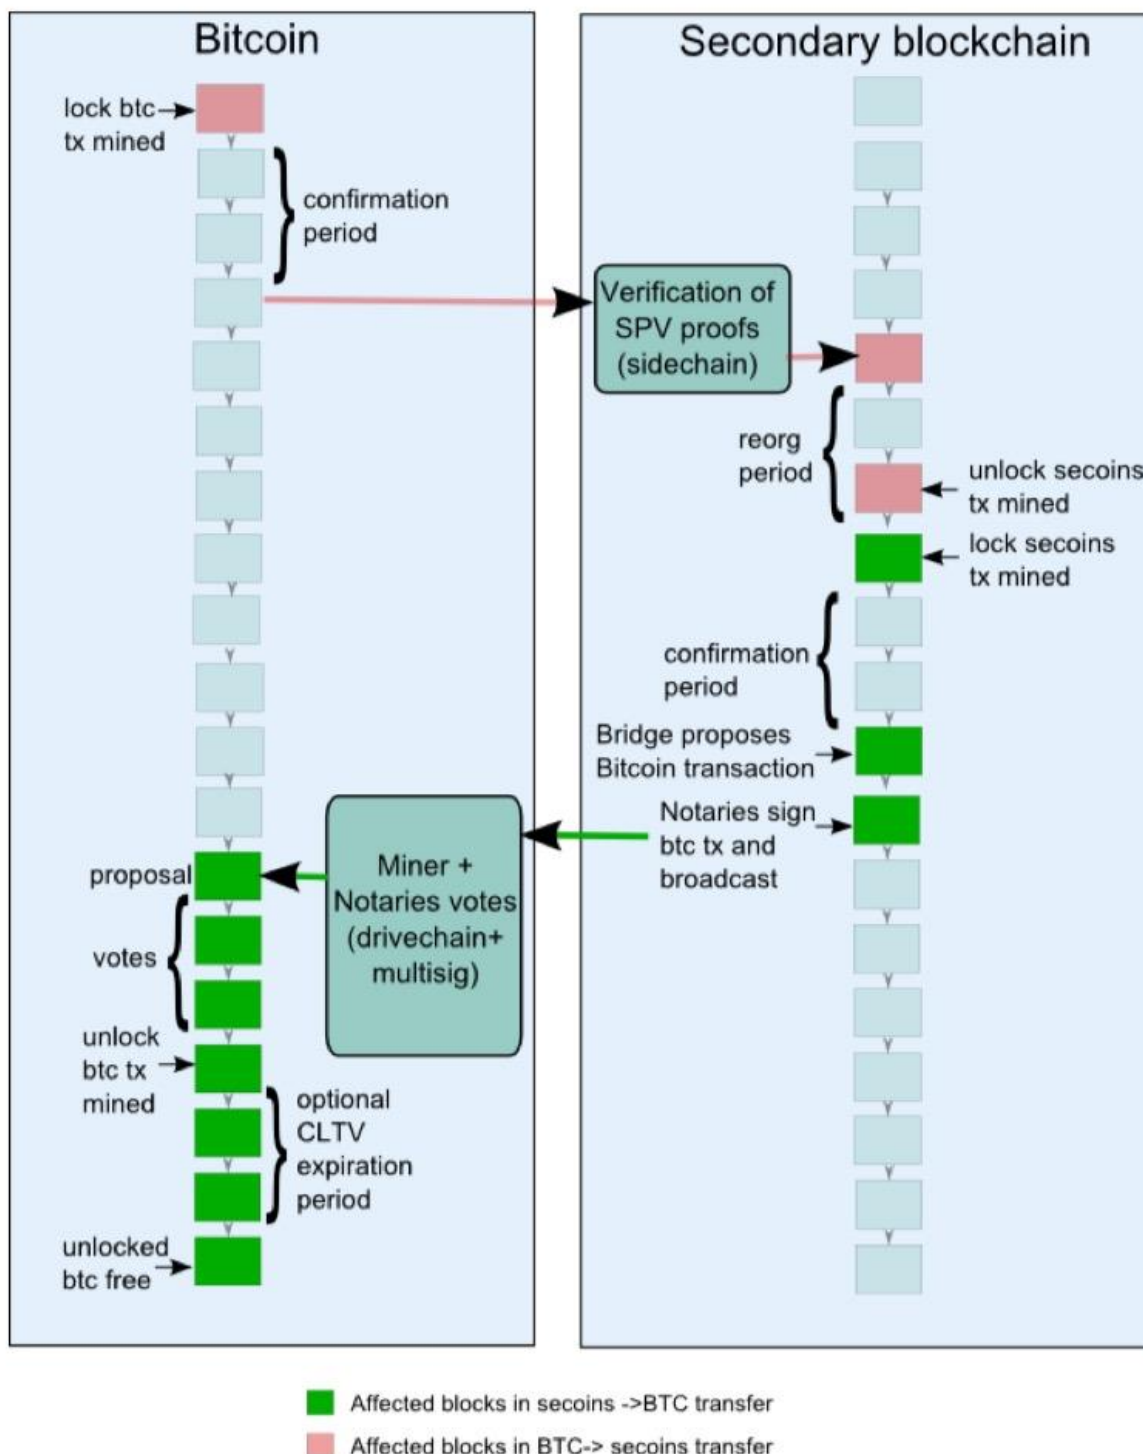 Bitcoin
lock btc
tx mined
confirmation
period
proposal
votes
unlock
btc tx
mined
optional
CLTV
expiration
period
unlocked
btc free
Miner +
Notaries votes
(drivechain+
multisig)
Secondary blockchain
Verification of
SPV proofs
(sidechain)
reorg
period
unlock secoins
tx mined
lock secoins
tx mined
confirmation
period
Bridge proposes
Bitcoin transaction
Notaries sign
btc tx and
broadcast
Affected blocks in secoins ->BTC transfer
Affected blocks in BTC-> secoins transfer